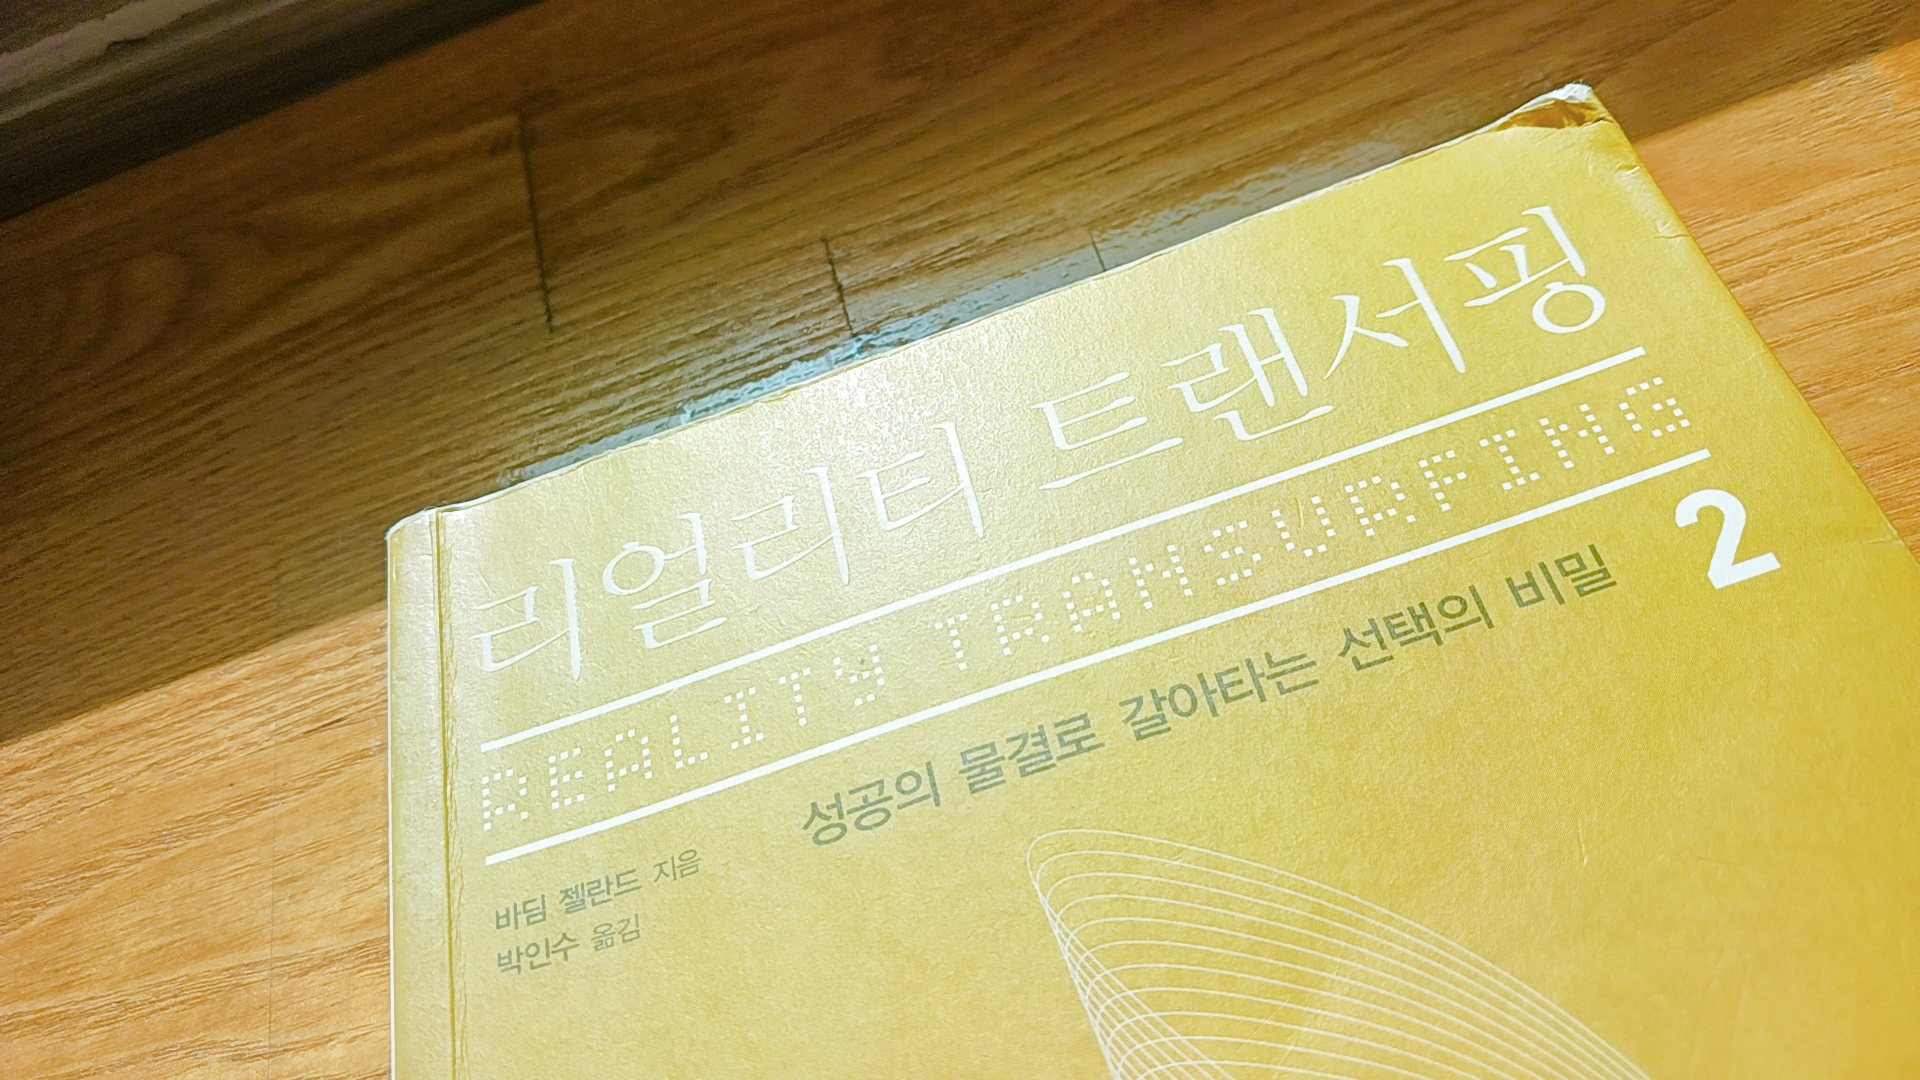 리얼리티 트랜서핑
REALITY TRANSURFING
2
성공의 물결로 갈아타는 선택의 비밀
바딤 젤란드 지음
박인수 옮김